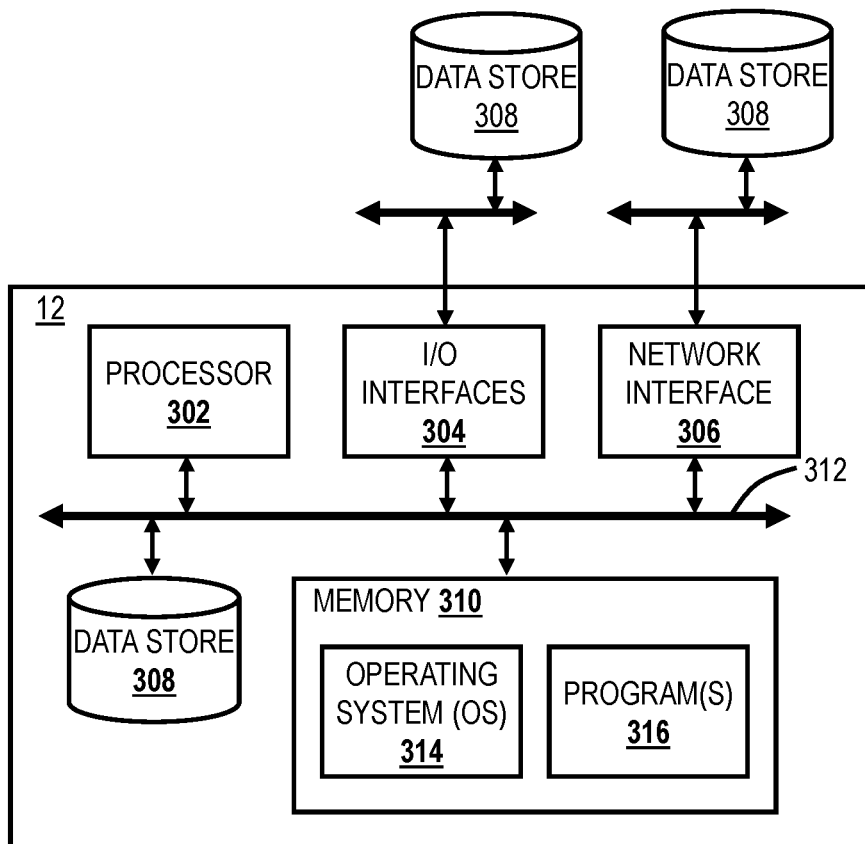 DATA STORE
308
DATA STORE
308
12
PROCESSOR
302
I/O
INTERFACES
304
NETWORK
INTERFACE
306
312
DATA STORE
308
MEMORY 310
OPERATING
SYSTEM (OS)
314
PROGRAM(S)
316